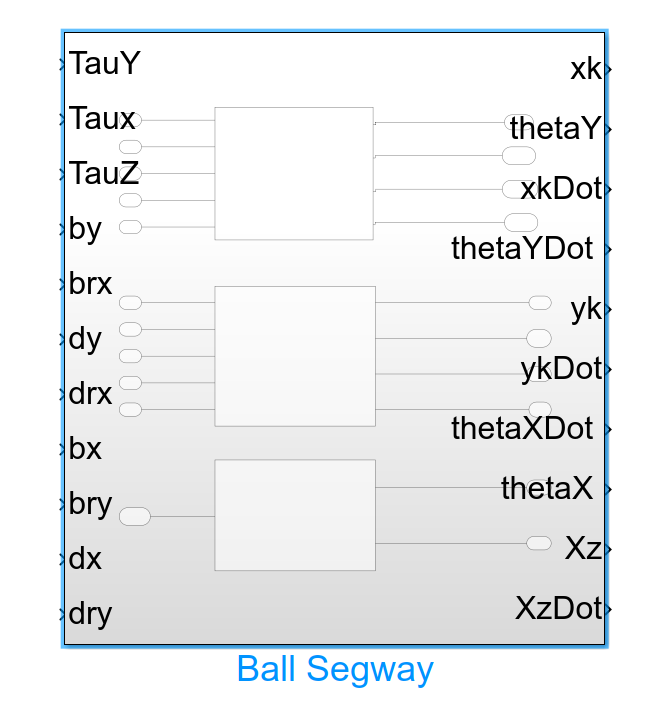 TauY
Taux
TauZ
by
brx
dy
drx
bx
bry
dx
dry
xk
thetaY
xkDot
thetaYDot
yk
ykDot
thetaXDot
thetaX
Xz
XzDot
Ball Segway